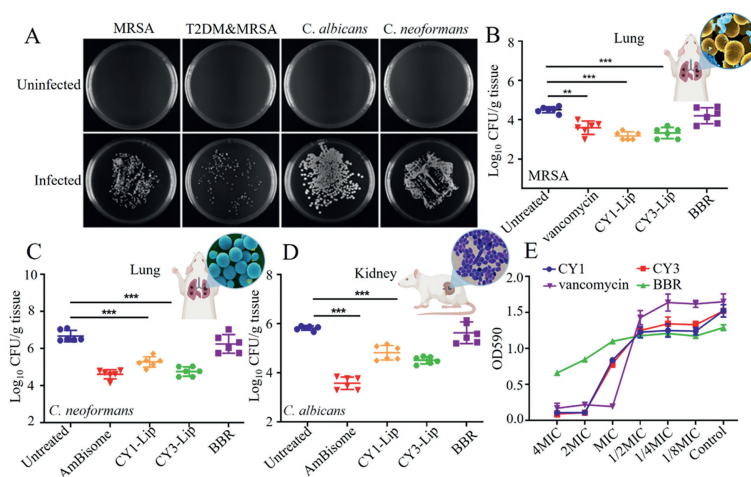 A
MRSA T2DM&MRSA C. albicans C. neoformans
Uninfected
Infected
B
Lung
Log10 CFU/g tissue
8
6
4
2
***
***
**
MRSA
Untreated
vancomycin
CY1-Lip
CY3-Lip
BBR
C
Lung
Log10 CFU/g tissue
10
8
6
4
***
***
C. neoformans
Untreated
AmBisome
CY1-Lip
CY3-Lip
BBR
D
Kidney
Log10 CFU/g tissue
8
6
4
2
***
***
C. albicans
Untreated
AmBisome
CY1-Lip
CY3-Lip
BBR
E
CY1 CY3
vancomycin BBR
OD590
2.0
1.5
1.0
0.5
0.0
4MIC
2MIC
MIC
1/2MIC
1/4MIC
1/8MIC
Control